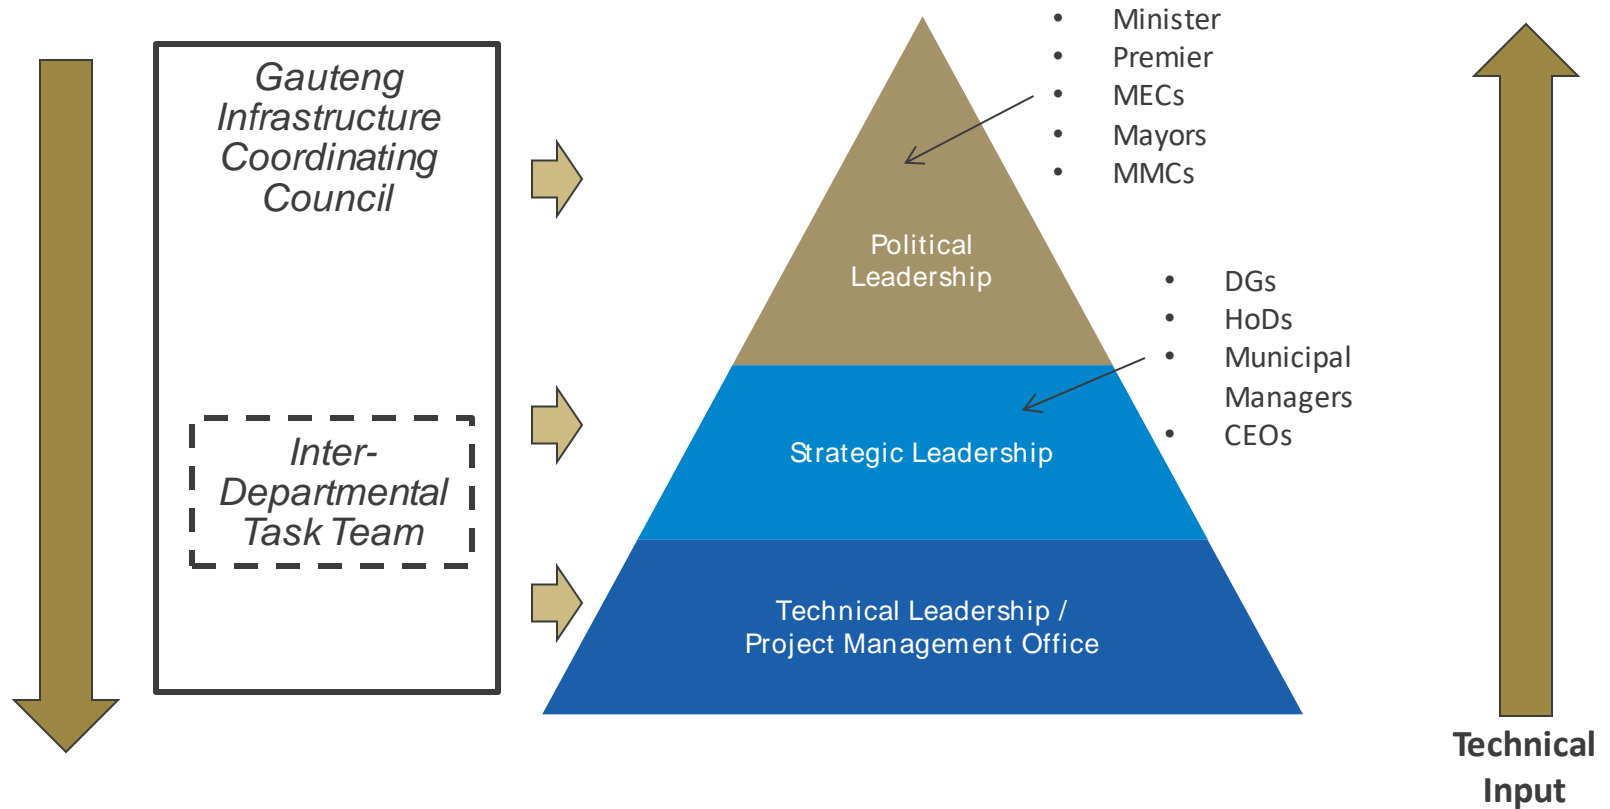 Gauteng
Infrastructure
Coordinating
Council
Inter-
Departmental
Task Team
• Minister
• Premier
• MECs
• Mayors
• MMCs
Political
Leadership
• DGs
• HoDs
• Municipal
Managers
• CEOs
Strategic Leadership
Technical Leadership /
Project Management Office
Technical
Input